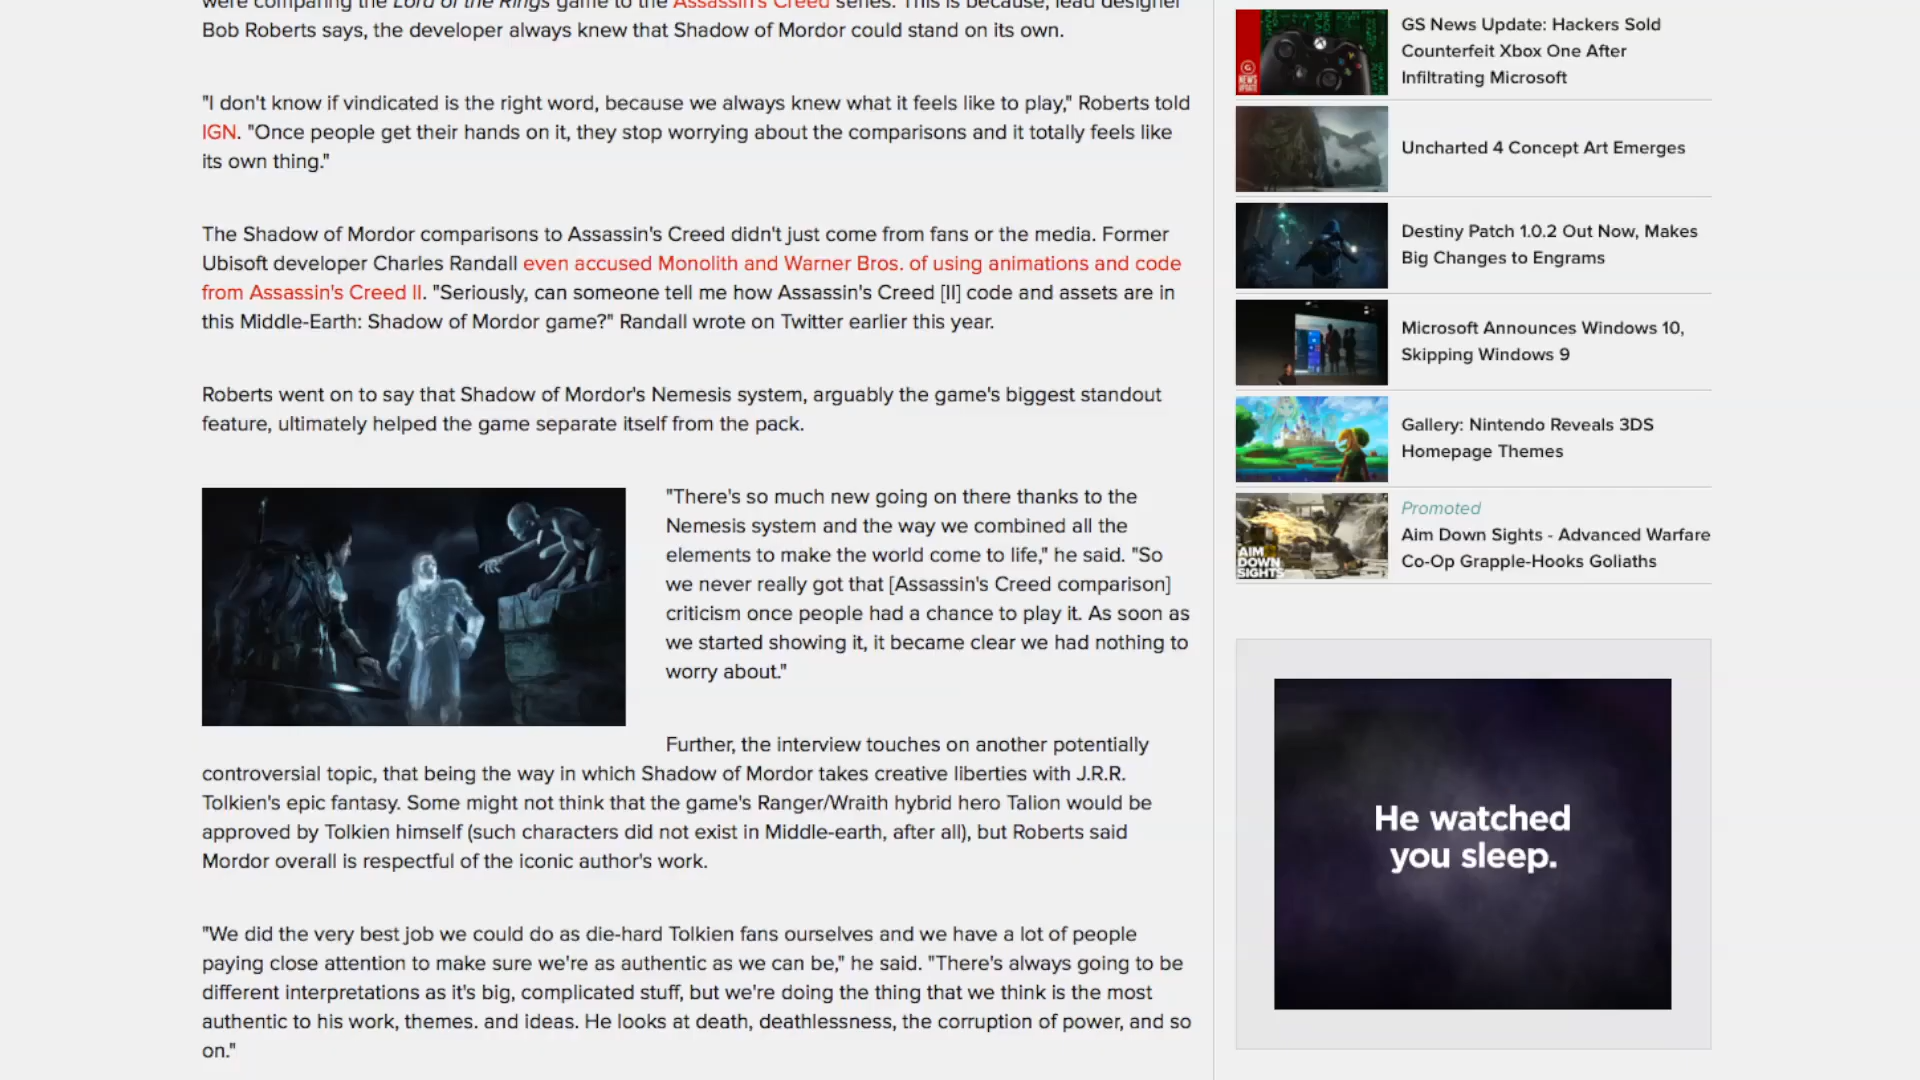 were comparing the Lord of the Rings game to the Assassin's Creed series. This is because, lead designer
Bob Roberts says, the developer always knew that Shadow of Mordor could stand on its own.
"I don't know if vindicated is the right word, because we always knew what it feels like to play," Roberts told
IGN. "Once people get their hands on it, they stop worrying about the comparisons and it totally feels like
its own thing."
The Shadow of Mordor comparisons to Assassin's Creed didn't just come from fans or the media. Former
Ubisoft developer Charles Randall even accused Monolith and Warner Bros. of using animations and code
from Assassin's Creed II. "Seriously, can someone tell me how Assassin's Creed [II] code and assets are in
this Middle-Earth: Shadow of Mordor game?" Randall wrote on Twitter earlier this year.
Roberts went on to say that Shadow of Mordor's Nemesis system, arguably the game's biggest standout
feature, ultimately helped the game separate itself from the pack.
"There's so much new going on there thanks to the
Nemesis system and the way we combined all the
elements to make the world come to life," he said. "So
we never really got that [Assassin's Creed comparison]
criticism once people had a chance to play it. As soon as
we started showing it, it became clear we had nothing to
worry about."
Further, the interview touches on another potentially
controversial topic, that being the way in which Shadow of Mordor takes creative liberties with J.R.R.
Tolkien's epic fantasy. Some might not think that the game's Ranger/Wraith hybrid hero Talion would be
approved by Tolkien himself (such characters did not exist in Middle-earth, after all), but Roberts said
Mordor overall is respectful of the iconic author's work.
"We did the very best job we could do as die-hard Tolkien fans ourselves and we have a lot of people
paying close attention to make sure we're as authentic as we can be," he said. "There's always going to be
different interpretations as it's big, complicated stuff, but we're doing the thing that we think is the most
authentic to his work, themes. and ideas. He looks at death, deathlessness, the corruption of power, and so
on."
NEWS
UPDATE
GS News Update: Hackers Sold
Counterfeit Xbox One After
Infiltrating Microsoft
Uncharted 4 Concept Art Emerges
Destiny Patch 1.0.2 Out Now, Makes
Big Changes to Engrams
Microsoft Announces Windows 10,
Skipping Windows 9
Gallery: Nintendo Reveals 3DS
Homepage Themes
AIM
DOWN
SIGHTS
Promoted
Aim Down Sights - Advanced Warfare
Co-Op Grapple-Hooks Goliaths
He watched
you sleep.